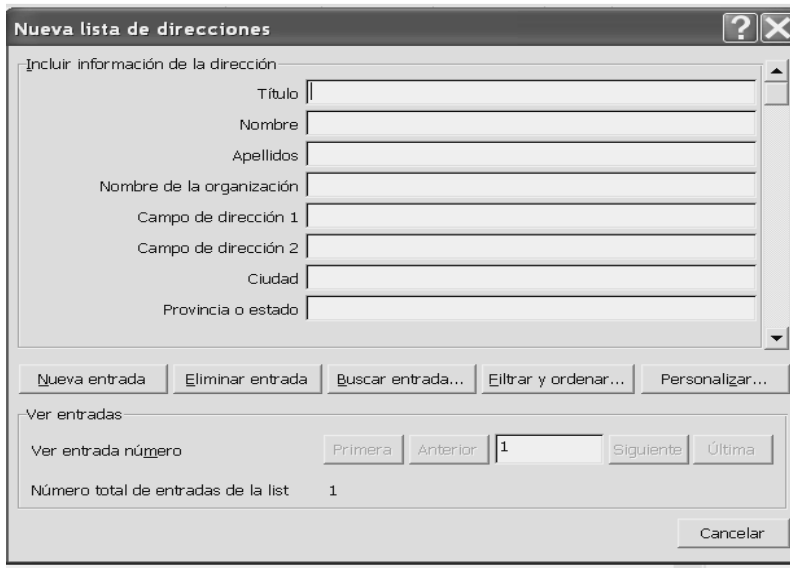 Nueva lista de direcciones
Incluir información de la dirección
Título
Nombre
Apellidos
Nombre de la organización
Campo de dirección 1
Campo de dirección 2
Ciudad
Provincia o estado
Nueva entrada Eliminar entrada Buscar entrada... Filtrar y ordenar... Personalizar...
Ver entradas
Ver entrada número Primera Anterior 1 Siguiente Última
Número total de entradas de la list 1
Cancelar